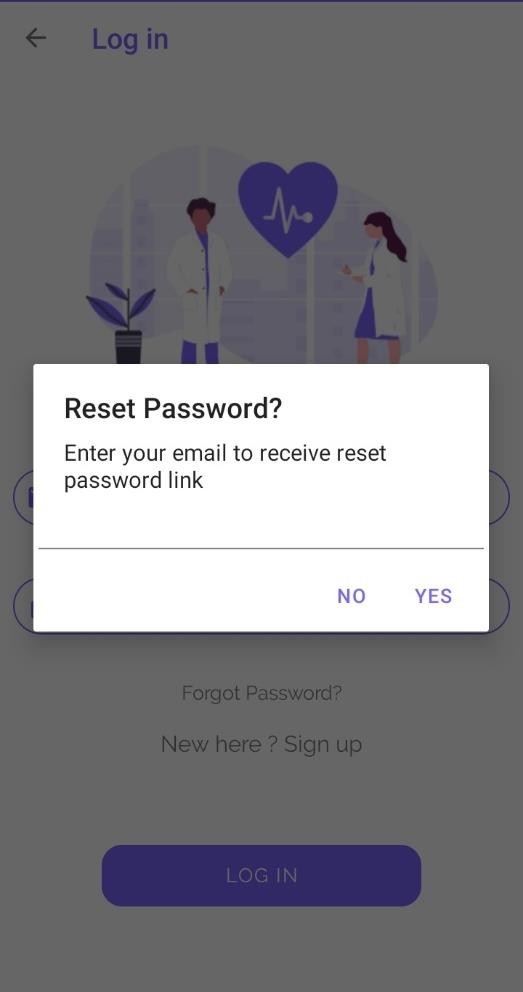 Log in
Reset Password?
Enter your email to receive reset
password link
NO YES
Forgot Password?
New here ? Sign up
LOG IN